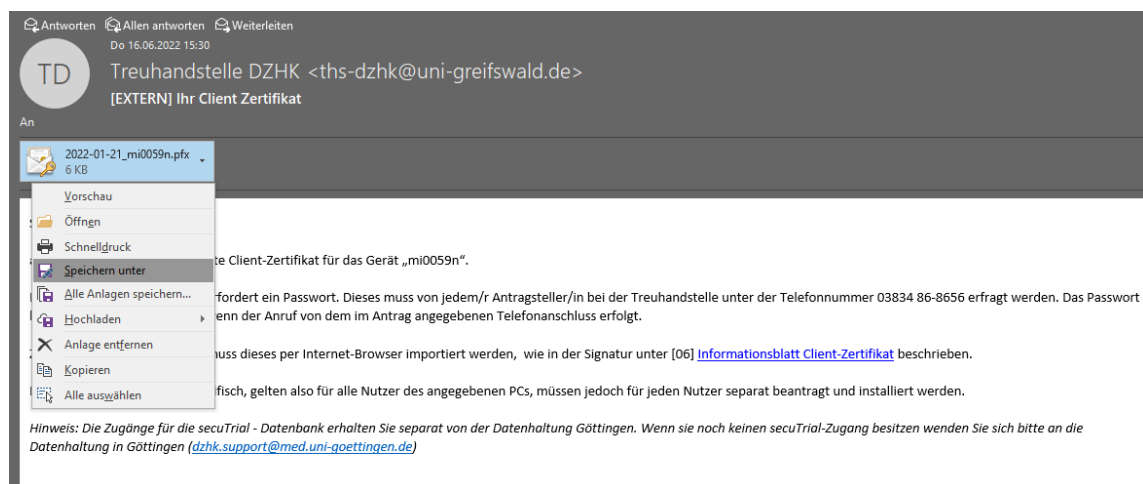 Antworten Allen antworten Weiterleiten
Do 16.06.2022 15:30
TD
Treuhandstelle DZHK <ths-dzhk@uni-greifswald.de>
[EXTERN] Ihr Client Zertifikat
An
2022-01-21_mi0059n.pfx
6 KB
Vorschau
Öffnen
Schnelldruck
te Client-Zertifikat für das Gerät „mi0059n“.
Speichern unter
Alle Anlagen speichern...
rfordert ein Passwort. Dieses muss von jedem/r Antragsteller/in bei der Treuhandstelle unter der Telefonnummer 03834 86-8656 erfragt werden. Das Passwort
Hochladen
enn der Anruf von dem im Antrag angegebenen Telefonanschluss erfolgt.
Anlage entfernen
uss dieses per Internet-Browser importiert werden, wie in der Signatur unter [06] Informationsblatt Client-Zertifikat beschrieben.
Kopieren
Alle auswählen
ifisch, gelten also für alle Nutzer des angegebenen PCs, müssen jedoch für jeden Nutzer separat beantragt und installiert werden.
Hinweis: Die Zugänge für die secuTrial - Datenbank erhalten Sie separat von der Datenhaltung Göttingen. Wenn sie noch keinen secuTrial-Zugang besitzen wenden Sie sich bitte an die
Datenhaltung in Göttingen (dzhk.support@med.uni-goettingen.de)